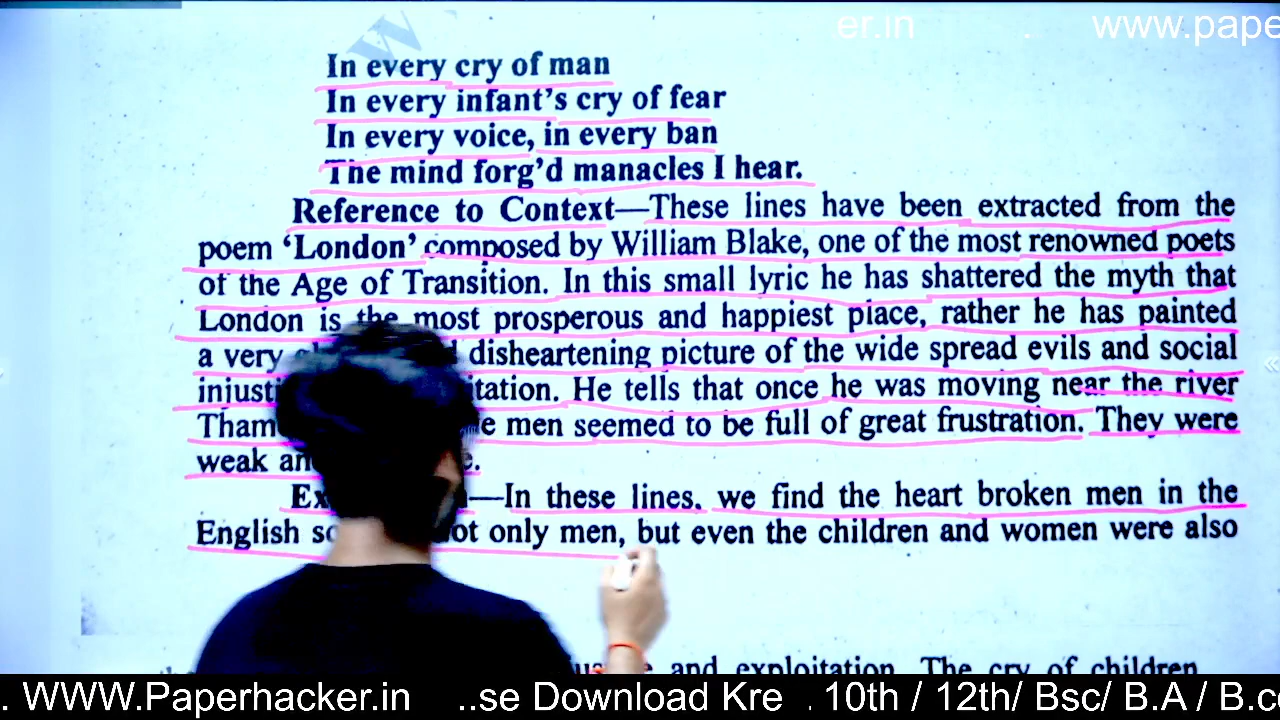 er.in . www.pape
W
In every cry of man
In every infant's cry of fear
In every voice, in every ban
The mind forg'd manacles I hear.
Reference to Context—These lines have been extracted from the
poem 'London' composed by William Blake, one of the most renowned poets
of the Age of Transition. In this small lyric he has shattered the myth that
London is the most prosperous and happiest place, rather he has painted
a very disheartening picture of the wide spread evils and social
injusti itation. He tells that once he was moving near the river
Tham e men seemed to be full of great frustration. They were
weak an
Ex —In these lines, we find the heart broken men in the
English so ot only men, but even the children and women were also
and exploitation. The cry of children
. WWW.Paperhacker.in ..se Download Kre . 10th / 12th/ Bsc/ B.A / B.c